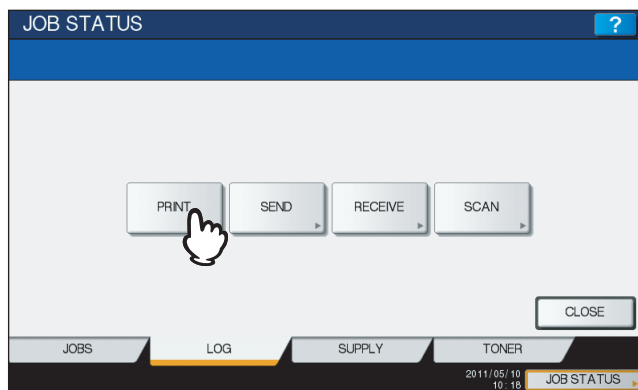 JOB STATUS ?
PRINT SEND RECEIVE SCAN
CLOSE
JOBS LOG SUPPLY TONER
2011/05/10
10:18 JOB STATUS